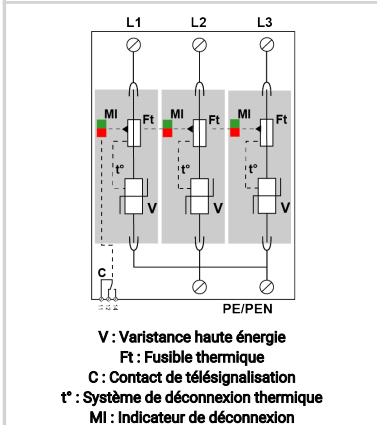 L1 L2 L3
MI Ft MI Ft MI Ft
t° t° t°
V V V
C
PE/PEN
V : Varistance haute énergie
Ft : Fusible thermique
C : Contact de télésignalisation
t° : Système de déconnexion thermique
MI : Indicateur de déconnexion